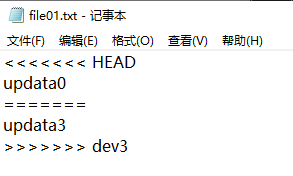 file01.txt - 记事本
文件(F) 编辑(E) 格式(O) 查看(V) 帮助(H)
<<<<<<< HEAD
updata0
=======
updata3
>>>>>>> dev3